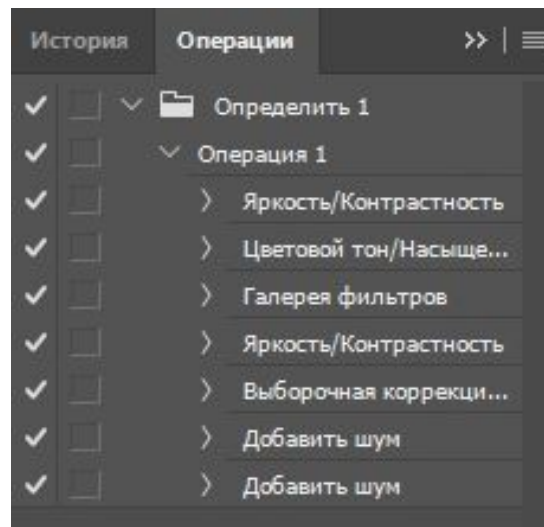 История Операции
Определить 1
Операция 1
Яркость/Контрастность
Цветовой тон/Насыще...
Галерея фильтров
Яркость/Контрастность
Выборочная коррекци...
Добавить шум
Добавить шум